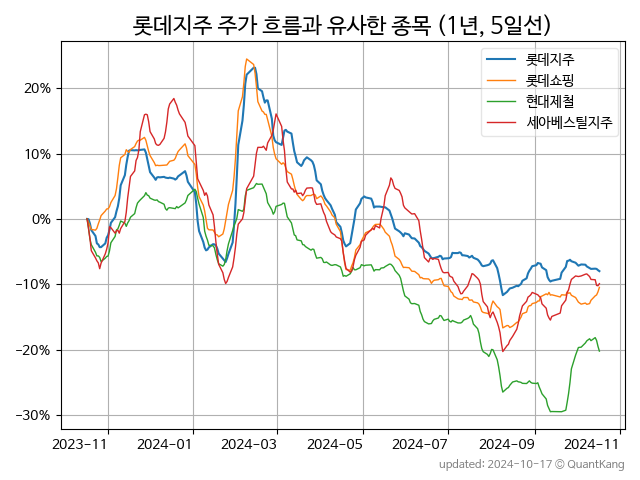 롯데지주 주가 흐름과 유사한 종목 (1년, 5일선)
롯데지주
롯데쇼핑
현대제철
세아베스틸지주
20%
10%
0%
−10%
−20%
−30%
2023-11 2024-01 2024-03 2024-05 2024-07 2024-09 2024-11
updated: 2024-10-17 © QuantKang